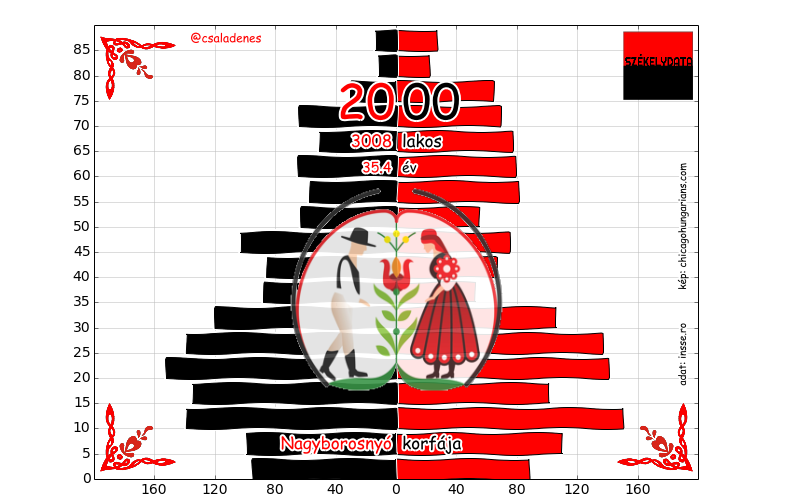 @csaladenes
SZÉKELYDATA
2000
3008 lakos
35.4 év
kép: chicagohungarians.com
adat: insse.ro
Nagyborosnyó korfája
85
80
75
70
65
60
55
50
45
40
35
30
25
20
15
10
5
0
160 120 80 40 0 40 80 120 160